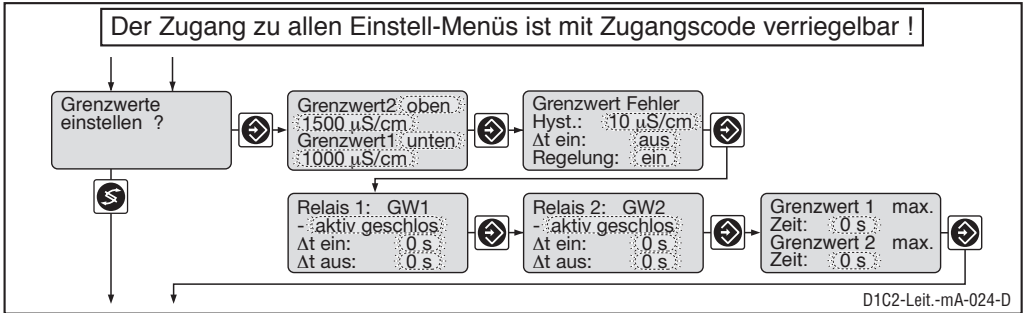 Der Zugang zu allen Einstell-Menüs ist mit Zugangscode verriegelbar !
Grenzwerte
einstellen ?
Grenzwert2 oben
1500 µS/cm
Grenzwert1 unten
1000 µS/cm
Grenzwert Fehler
Hyst.: 10 µS/cm
Δt ein: aus
Regelung: ein
Relais 1: GW1
- aktiv geschlos
Δt ein: 0 s
Δt aus: 0 s
Relais 2: GW2
- aktiv geschlos
Δt ein: 0 s
Δt aus: 0 s
Grenzwert 1 max.
Zeit: 0 s
Grenzwert 2 max.
Zeit: 0 s
D1C2-Leit.-mA-024-D